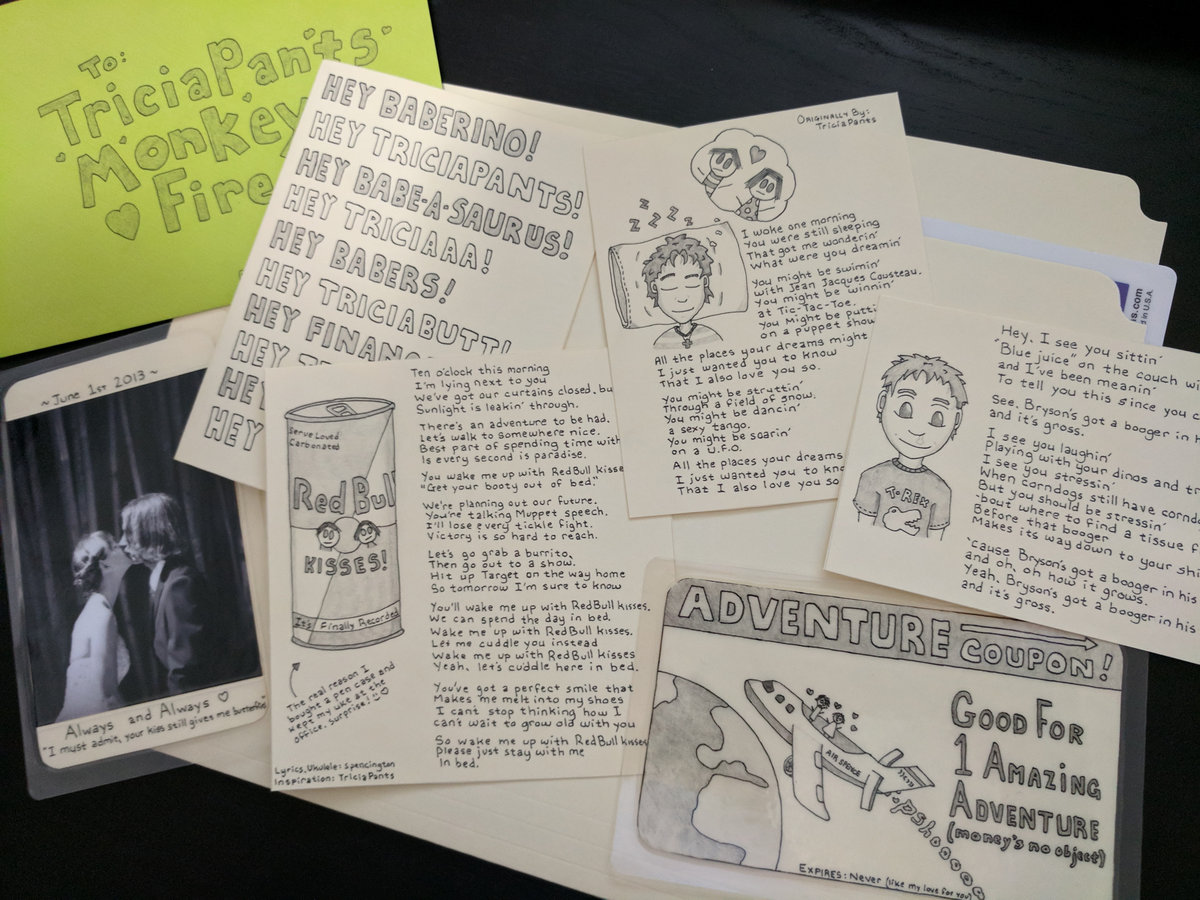 To:
TriciaPants
Monkey
Fire
HEY BABERINO!
HEY TRICIAPANTS!
HEY BABE-A-SAURUS!
HEY TRICIAAA!
HEY BABERS!
HEY TRICIABUTT!
HEY
HEY
HEY
HEY
~June 1st 2013~
Always and Always
"I must admit, your kiss still gives me butterflies"
Serve Loved
Carbonated
RedBull
KISSES!
It's Finally Recorded
The real reason I
bought a pen case and
kept my uke at the
office. Surprise!
Lyrics, Ukulele: Spencington
Inspiration: TriciaPants
Ten o'clock this morning
I'm lying next to you
We've got our curtains closed, bu
Sunlight is leakin' through.
There's an adventure to be had.
Let's walk to somewhere nice.
Best part of spending time with
Is every second is paradise.
You wake me up with RedBull kisse
"Get your booty out of bed."
We're planning out our future.
You're talking Muppet speech.
I'll lose every tickle fight.
Victory is so hard to reach.
Let's go grab a burrito,
Then go out to a show.
Hit up Target on the way home
So tomorrow I'm sure to know
You'll wake me up with RedBull kisses.
We can spend the day in bed.
Wake me up with RedBull kisses.
Let me cuddle you instead
Wake me up with RedBull kisses
Yeah, let's cuddle here in bed.
You've got a perfect smile that
Makes me melt into my shoes
I can't stop thinking how I
can't wait to grow old with you
So wake me up with RedBull kisses
Please just stay with me
In bed.
Originally By:
TriciaPants
z z z z z
I woke one morning
You were still sleeping
That got me wonderin'
What were you dreamin'
You might be swimin'
with Jean Jacques Cousteau.
You might be winnin'
at Tic-Tac-Toe.
You Might be putti
on a puppet show
All the places your dreams might
I just wanted you to know
That I also love you so.
You might be struttin'
Through a field of snow.
You might be dancin'
a sexy tango.
You might be soarin'
on a U.F.O.
All the places your dreams
I just wanted you to kno
That I also love you so
T-REX
Hey, I see you sittin'
"Blue juice" on the couch wi
and I've been meanin'
To tell you this since you c
See, Bryson's got a booger in h
and it's gross.
I see you laughin'
Playing with your dinos and tr
I see you stressin'
When corndogs still have cornd
But you should be stressin'
'bout where to find a tissue f
Before that booger
Makes its way down to your shi
'Cause Bryson's got a booger in his
and oh, oh how it grows.
Yeah, Bryson's got a booger in his
and it's gross.
s.com
d in U.S.A.
ADVENTURE
COUPON!
GOOD FOR
1 AMAZING
ADVENTURE
(money's no object)
AIR SPENCE
pshoooo
EXPIRES: Never (like my love for you)